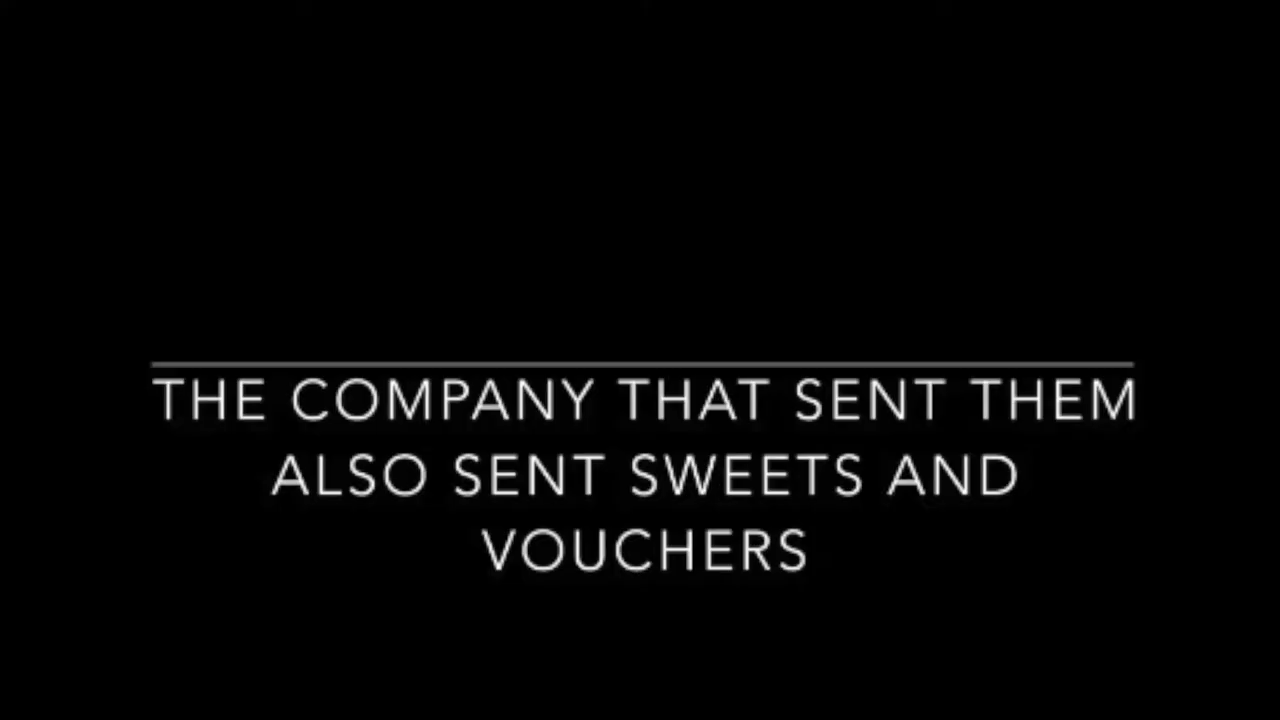 THE COMPANY THAT SENT THEM
ALSO SENT SWEETS AND
VOUCHERS